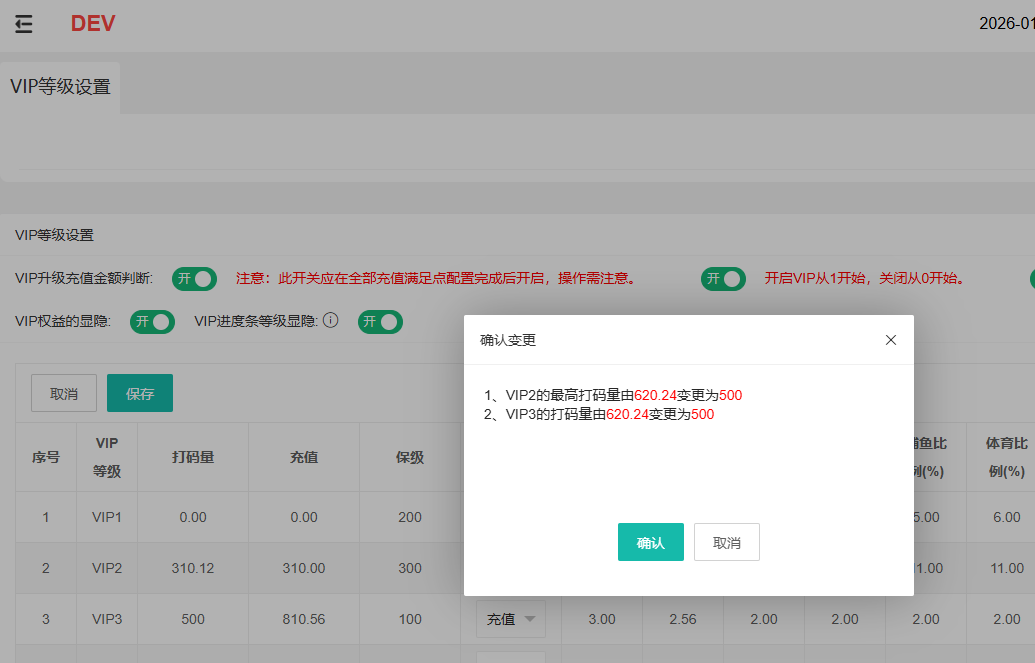 DEV
2026-01
VIP等级设置
VIP等级设置
VIP升级充值金额判断: 开 注意：此开关应在全部充值满足点配置完成后开启，操作需注意。 开 开启VIP从1开始，关闭从0开始。
VIP权益的显隐: 开 VIP进度条等级显隐: 开
确认变更
1、VIP2的最高打码量由620.24变更为500
2、VIP3的打码量由620.24变更为500
确认 取消
取消 保存
序号 VIP等级 打码量 充值 保级 捕鱼比例(%) 体育比例(%)
1 VIP1 0.00 0.00 200 5.00 6.00
2 VIP2 310.12 310.00 300 1.00 11.00
3 VIP3 500 810.56 100 充值 3.00 2.56 2.00 2.00 2.00 2.00